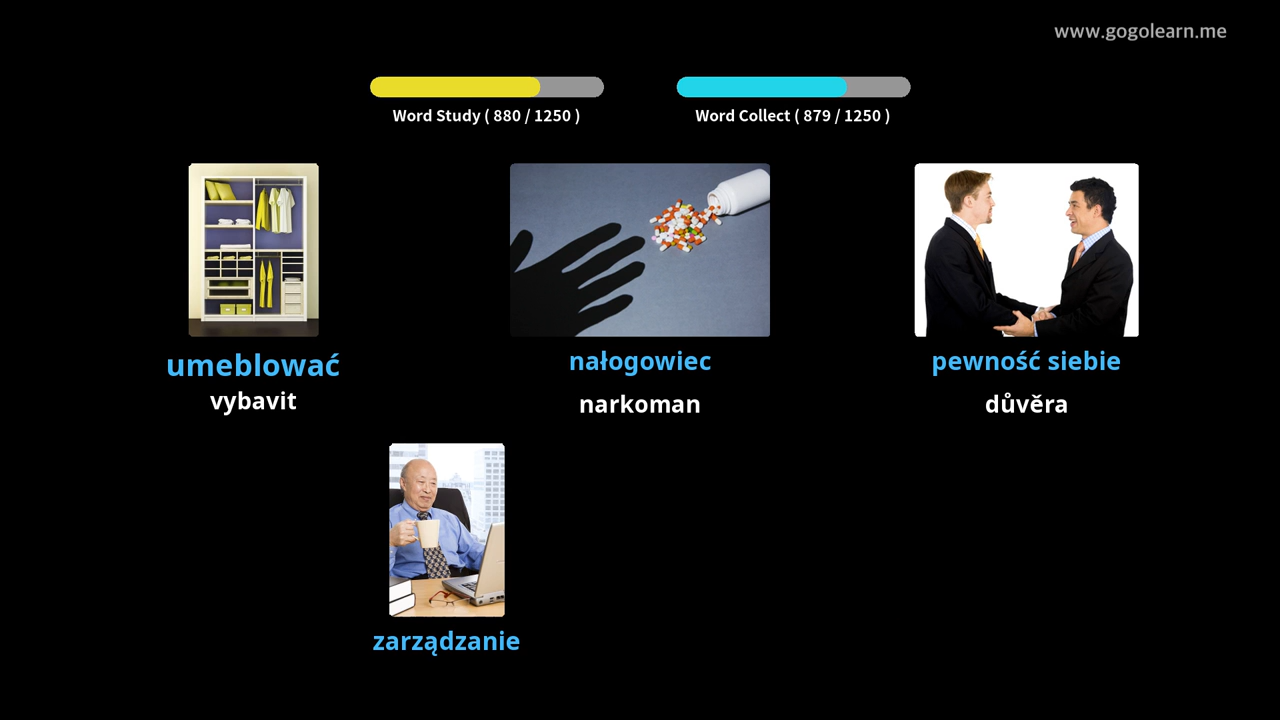 www.gogolearn.me
Word Study ( 880 / 1250 )
Word Collect ( 879 / 1250 )
umeblować
vybavit
nałogowiec
narkoman
pewność siebie
důvěra
zarządzanie